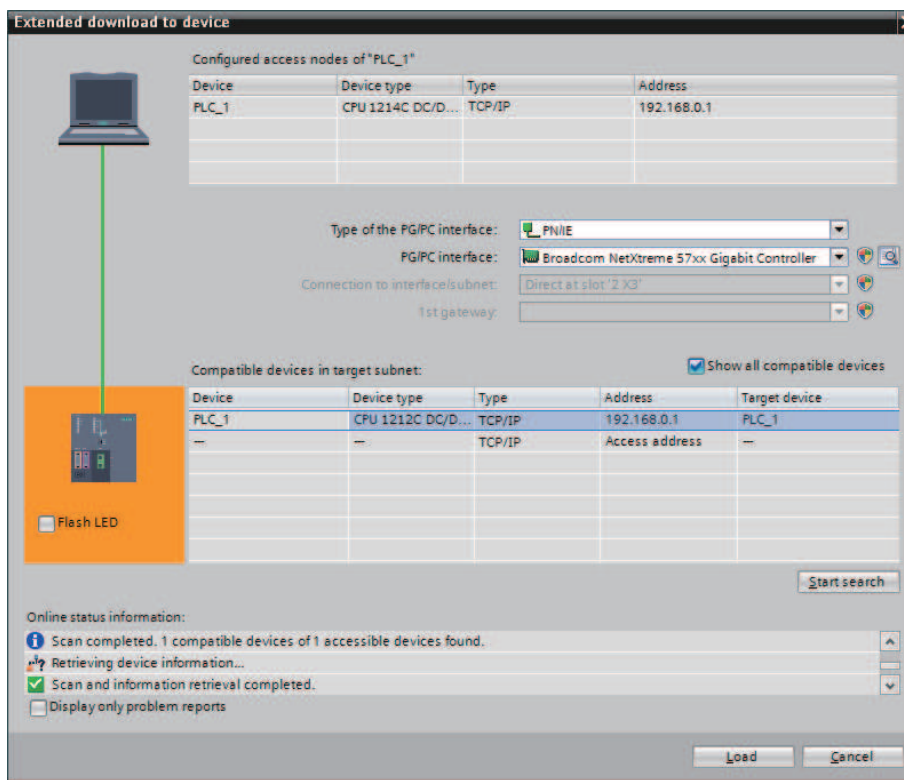 Extended download to device
Configured access nodes of "PLC_1"
Device Device type Type Address
PLC_1 CPU 1214C DC/D... TCP/IP 192.168.0.1
Type of the PG/PC interface: PN/IE
PG/PC interface: Broadcom NetXtreme 57xx Gigabit Controller
Connection to interface/subnet: Direct at slot '2 X3'
1st gateway:
Compatible devices in target subnet: Show all compatible devices
Device Device type Type Address Target device
PLC_1 CPU 1212C DC/D... TCP/IP 192.168.0.1 PLC_1
— — TCP/IP Access address —
Flash LED
Start search
Online status information:
Scan completed. 1 compatible devices of 1 accessible devices found.
Retrieving device information...
Scan and information retrieval completed.
Display only problem reports
Load Cancel